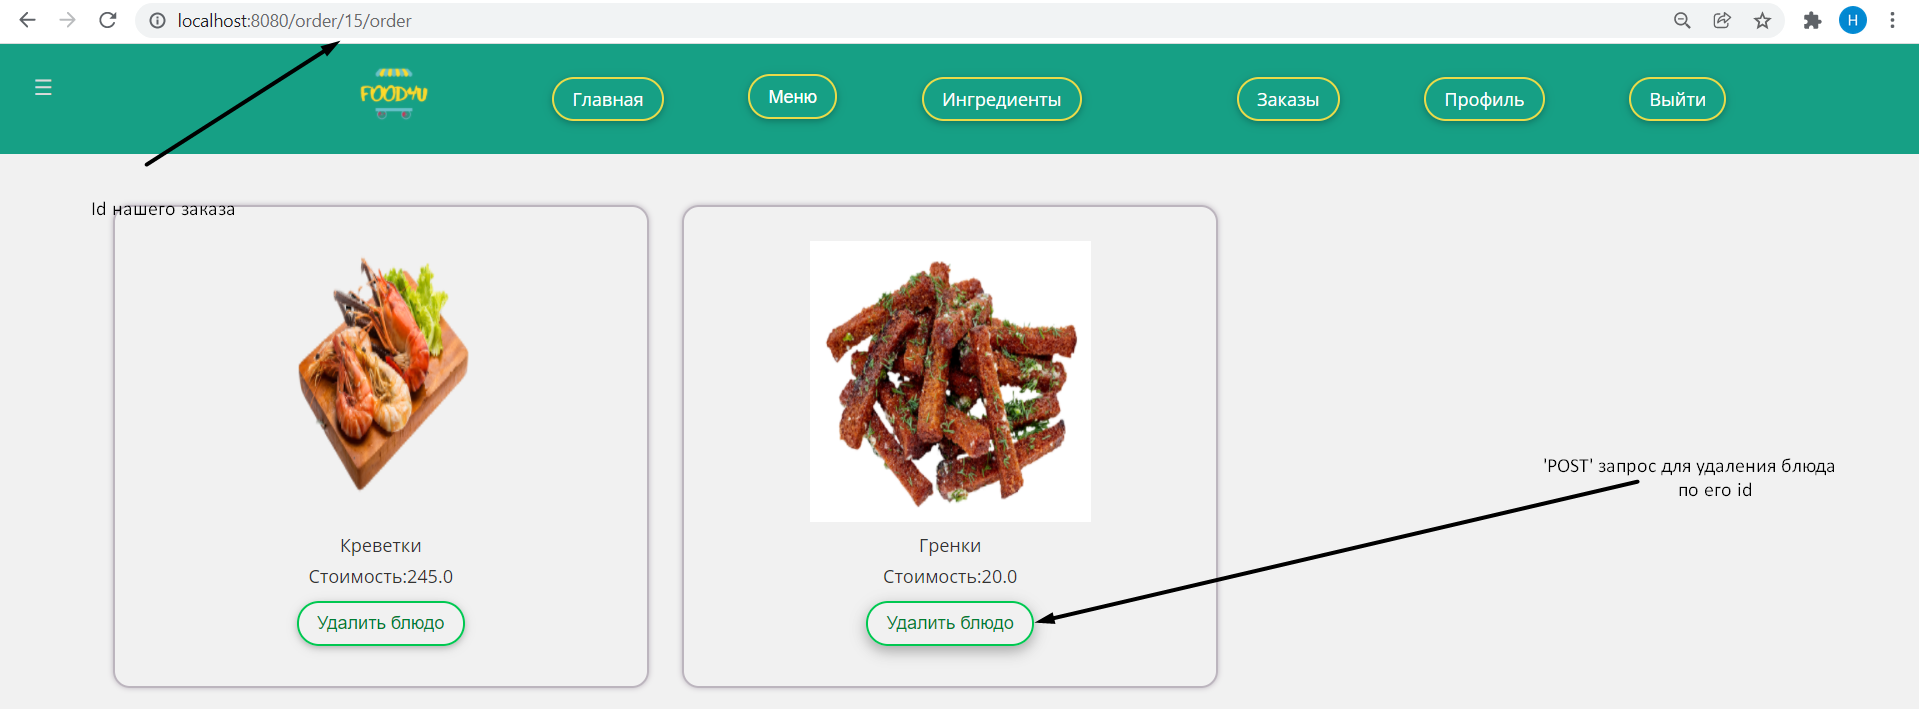 localhost:8080/order/15/order
H
FOOD4U
Главная
Меню
Ингредиенты
Заказы
Профиль
Выйти
Id нашего заказа
Креветки
Стоимость:245.0
Удалить блюдо
Гренки
Стоимость:20.0
Удалить блюдо
'POST' запрос для удаления блюда
по его id